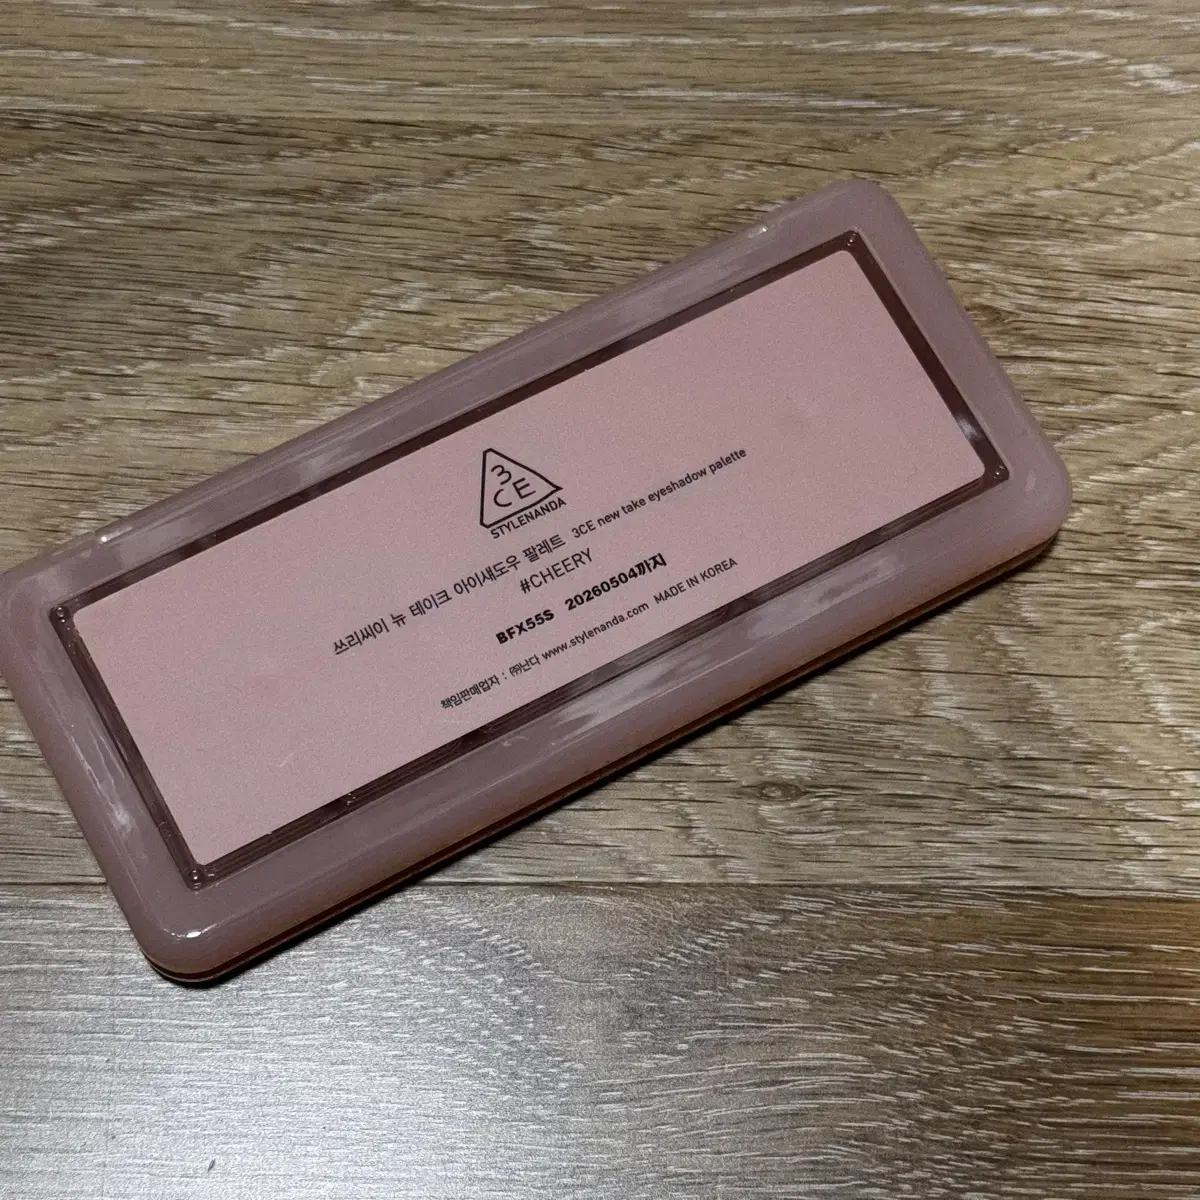 3
CE
STYLENANDA
쓰리씨이 뉴 테이크 아이섀도우 팔레트 3CE new take eyeshadow palette
#CHEERY
BFX55S 20260504까지
책임판매업자 : ㈜난다 www.stylenanda.com MADE IN KOREA